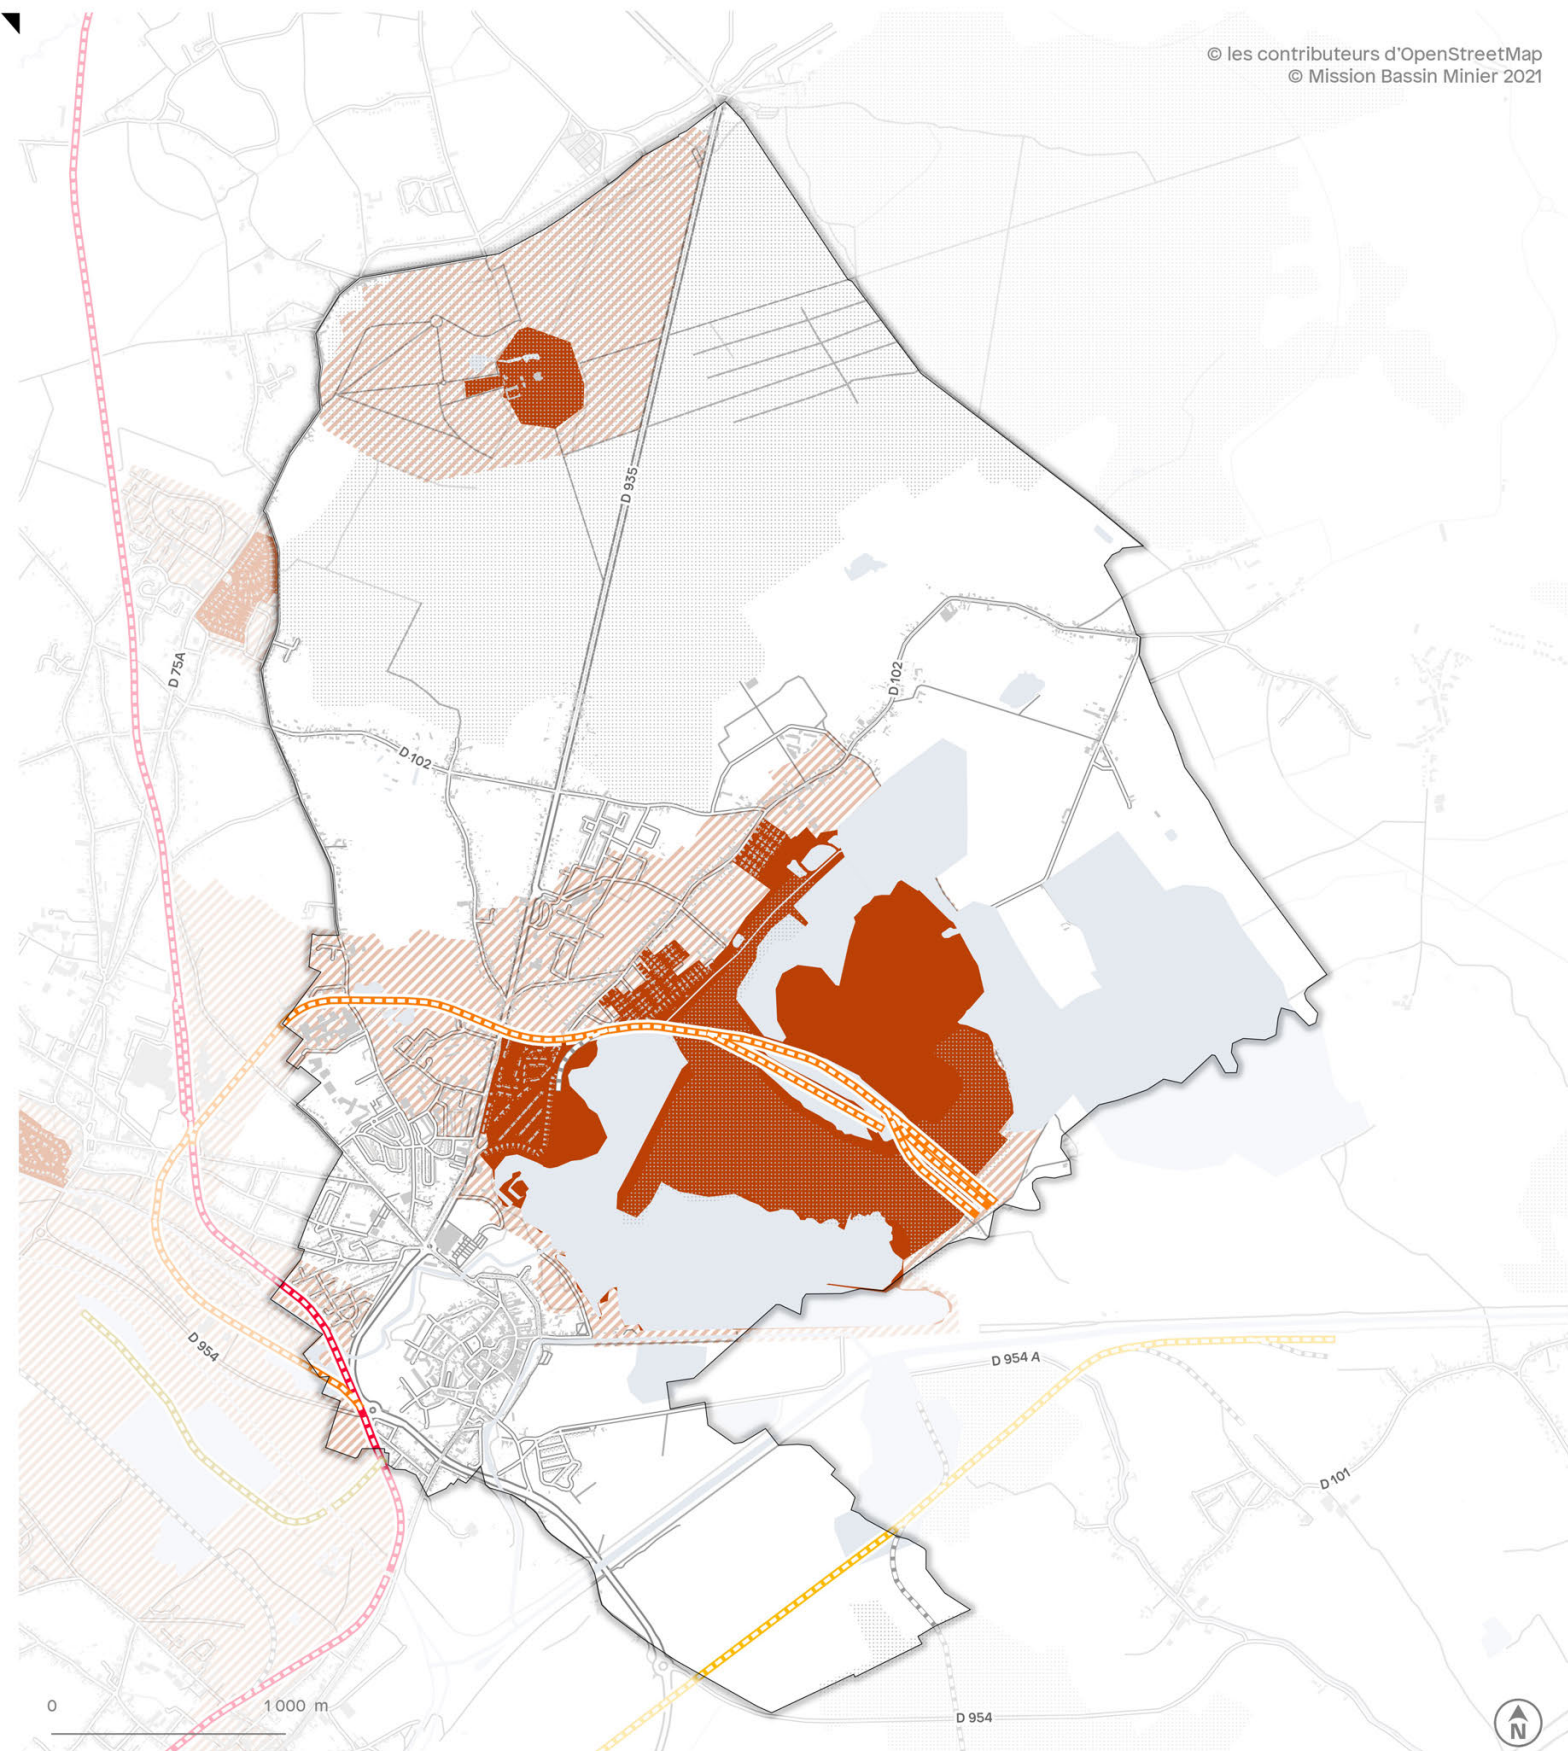 © les contributeurs d'OpenStreetMap
© Mission Bassin Minier 2021
D 935
D 75A
D 102
D 102
D 954
D 954 A
D 101
0 1 000 m
D 954
N